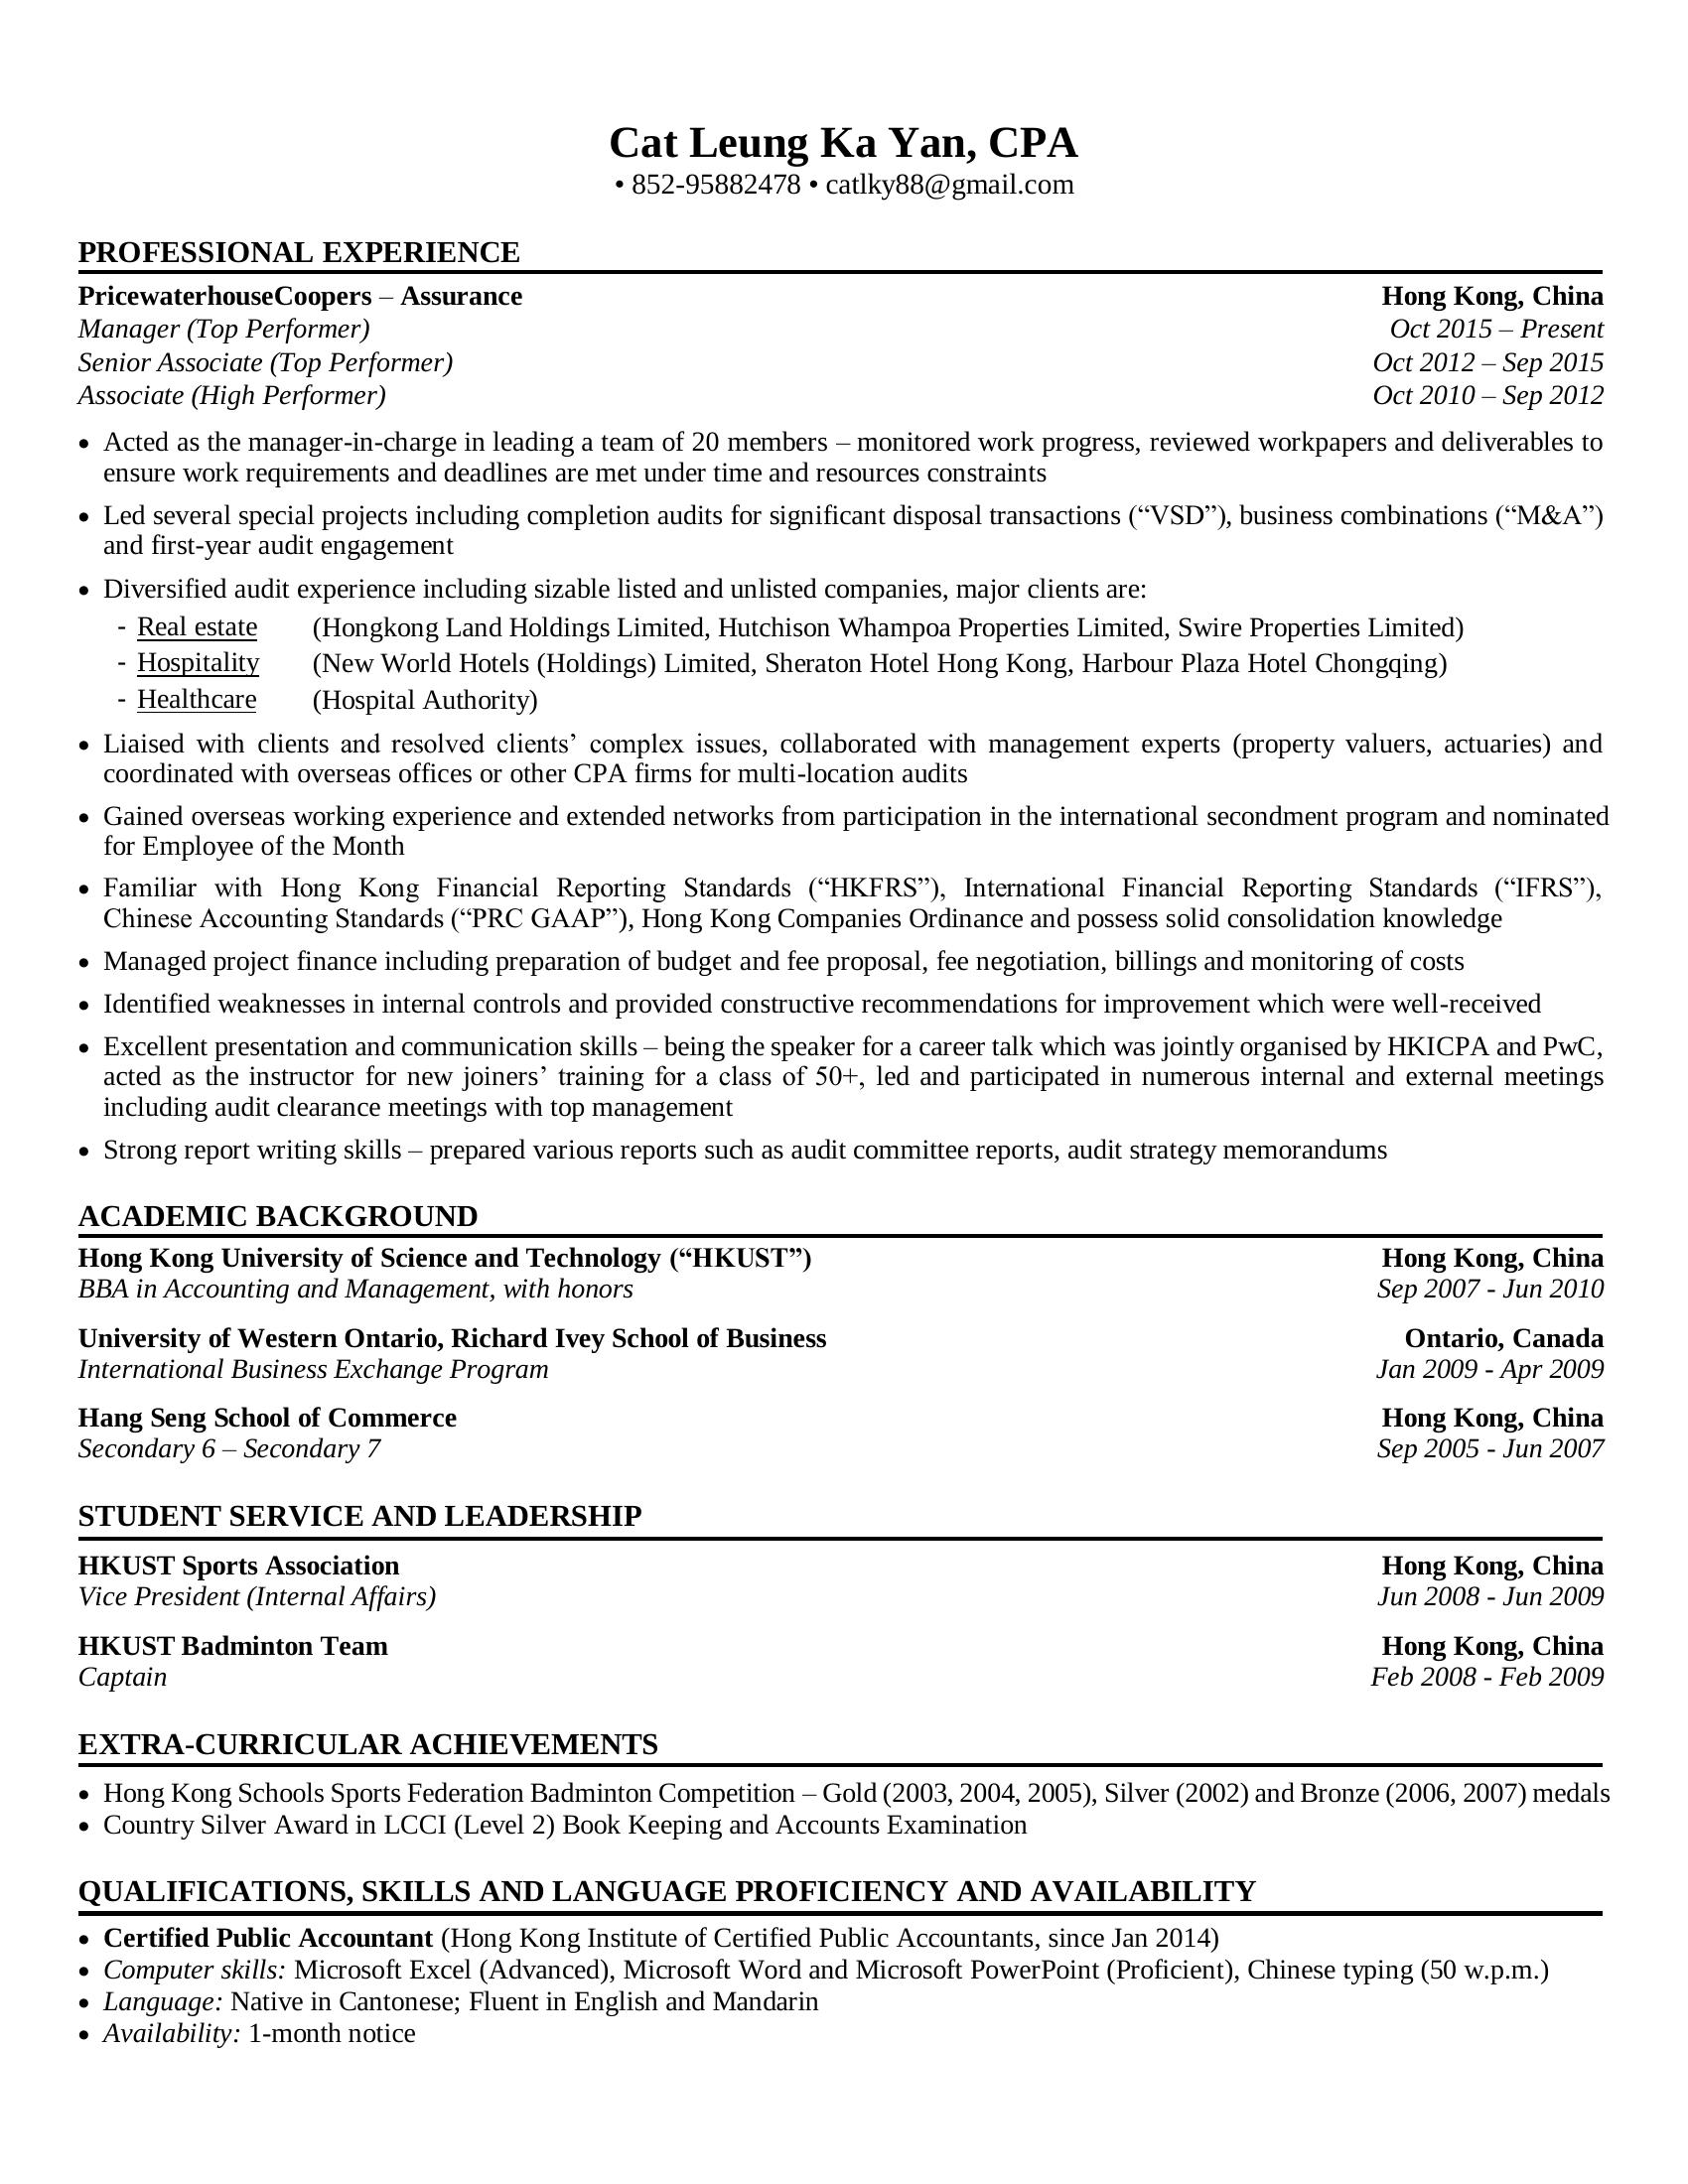 Cat Leung Ka Yan, CPA
• 852-95882478 • catlky88@gmail.com
PROFESSIONAL EXPERIENCE
PricewaterhouseCoopers – Assurance Hong Kong, China
Manager (Top Performer) Oct 2015 – Present
Senior Associate (Top Performer) Oct 2012 – Sep 2015
Associate (High Performer) Oct 2010 – Sep 2012
• Acted as the manager-in-charge in leading a team of 20 members – monitored work progress, reviewed workpapers and deliverables to
ensure work requirements and deadlines are met under time and resources constraints
• Led several special projects including completion audits for significant disposal transactions (“VSD”), business combinations (“M&A”)
and first-year audit engagement
• Diversified audit experience including sizable listed and unlisted companies, major clients are:
- Real estate (Hongkong Land Holdings Limited, Hutchison Whampoa Properties Limited, Swire Properties Limited)
- Hospitality (New World Hotels (Holdings) Limited, Sheraton Hotel Hong Kong, Harbour Plaza Hotel Chongqing)
- Healthcare (Hospital Authority)
• Liaised with clients and resolved clients’ complex issues, collaborated with management experts (property valuers, actuaries) and
coordinated with overseas offices or other CPA firms for multi-location audits
• Gained overseas working experience and extended networks from participation in the international secondment program and nominated
for Employee of the Month
• Familiar with Hong Kong Financial Reporting Standards (“HKFRS”), International Financial Reporting Standards (“IFRS”),
Chinese Accounting Standards (“PRC GAAP”), Hong Kong Companies Ordinance and possess solid consolidation knowledge
• Managed project finance including preparation of budget and fee proposal, fee negotiation, billings and monitoring of costs
• Identified weaknesses in internal controls and provided constructive recommendations for improvement which were well-received
• Excellent presentation and communication skills – being the speaker for a career talk which was jointly organised by HKICPA and PwC,
acted as the instructor for new joiners’ training for a class of 50+, led and participated in numerous internal and external meetings
including audit clearance meetings with top management
• Strong report writing skills – prepared various reports such as audit committee reports, audit strategy memorandums
ACADEMIC BACKGROUND
Hong Kong University of Science and Technology (“HKUST”) Hong Kong, China
BBA in Accounting and Management, with honors Sep 2007 - Jun 2010
University of Western Ontario, Richard Ivey School of Business Ontario, Canada
International Business Exchange Program Jan 2009 - Apr 2009
Hang Seng School of Commerce Hong Kong, China
Secondary 6 – Secondary 7 Sep 2005 - Jun 2007
STUDENT SERVICE AND LEADERSHIP
HKUST Sports Association Hong Kong, China
Vice President (Internal Affairs) Jun 2008 - Jun 2009
HKUST Badminton Team Hong Kong, China
Captain Feb 2008 - Feb 2009
EXTRA-CURRICULAR ACHIEVEMENTS
• Hong Kong Schools Sports Federation Badminton Competition – Gold (2003, 2004, 2005), Silver (2002) and Bronze (2006, 2007) medals
• Country Silver Award in LCCI (Level 2) Book Keeping and Accounts Examination
QUALIFICATIONS, SKILLS AND LANGUAGE PROFICIENCY AND AVAILABILITY
• Certified Public Accountant (Hong Kong Institute of Certified Public Accountants, since Jan 2014)
• Computer skills: Microsoft Excel (Advanced), Microsoft Word and Microsoft PowerPoint (Proficient), Chinese typing (50 w.p.m.)
• Language: Native in Cantonese; Fluent in English and Mandarin
• Availability: 1-month notice